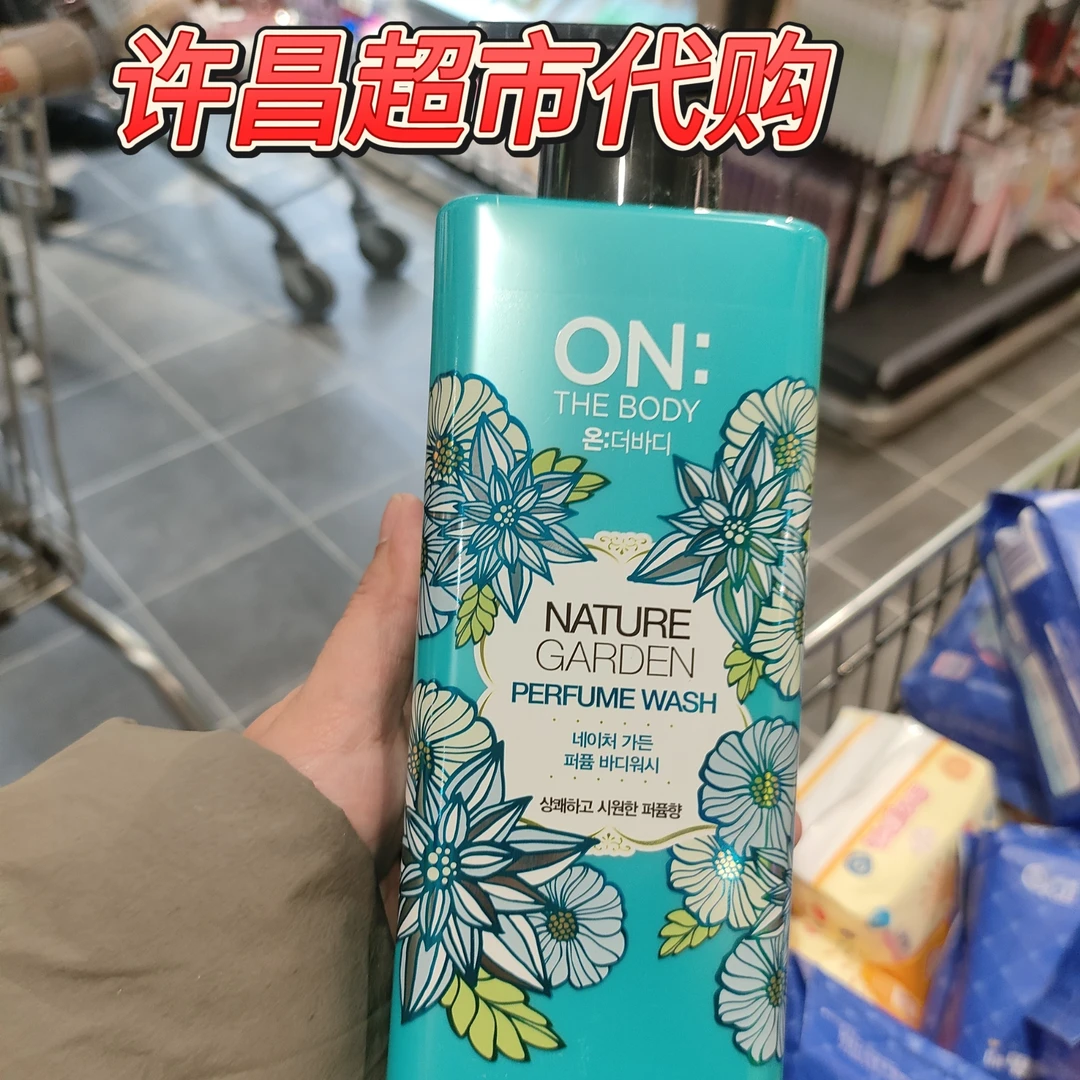 许昌超市代购
ON:
THE BODY
온:더바디
NATURE
GARDEN
PERFUME WASH
네이처 가든
퍼퓸 바디워시
상쾌하고 시원한 퍼퓸향